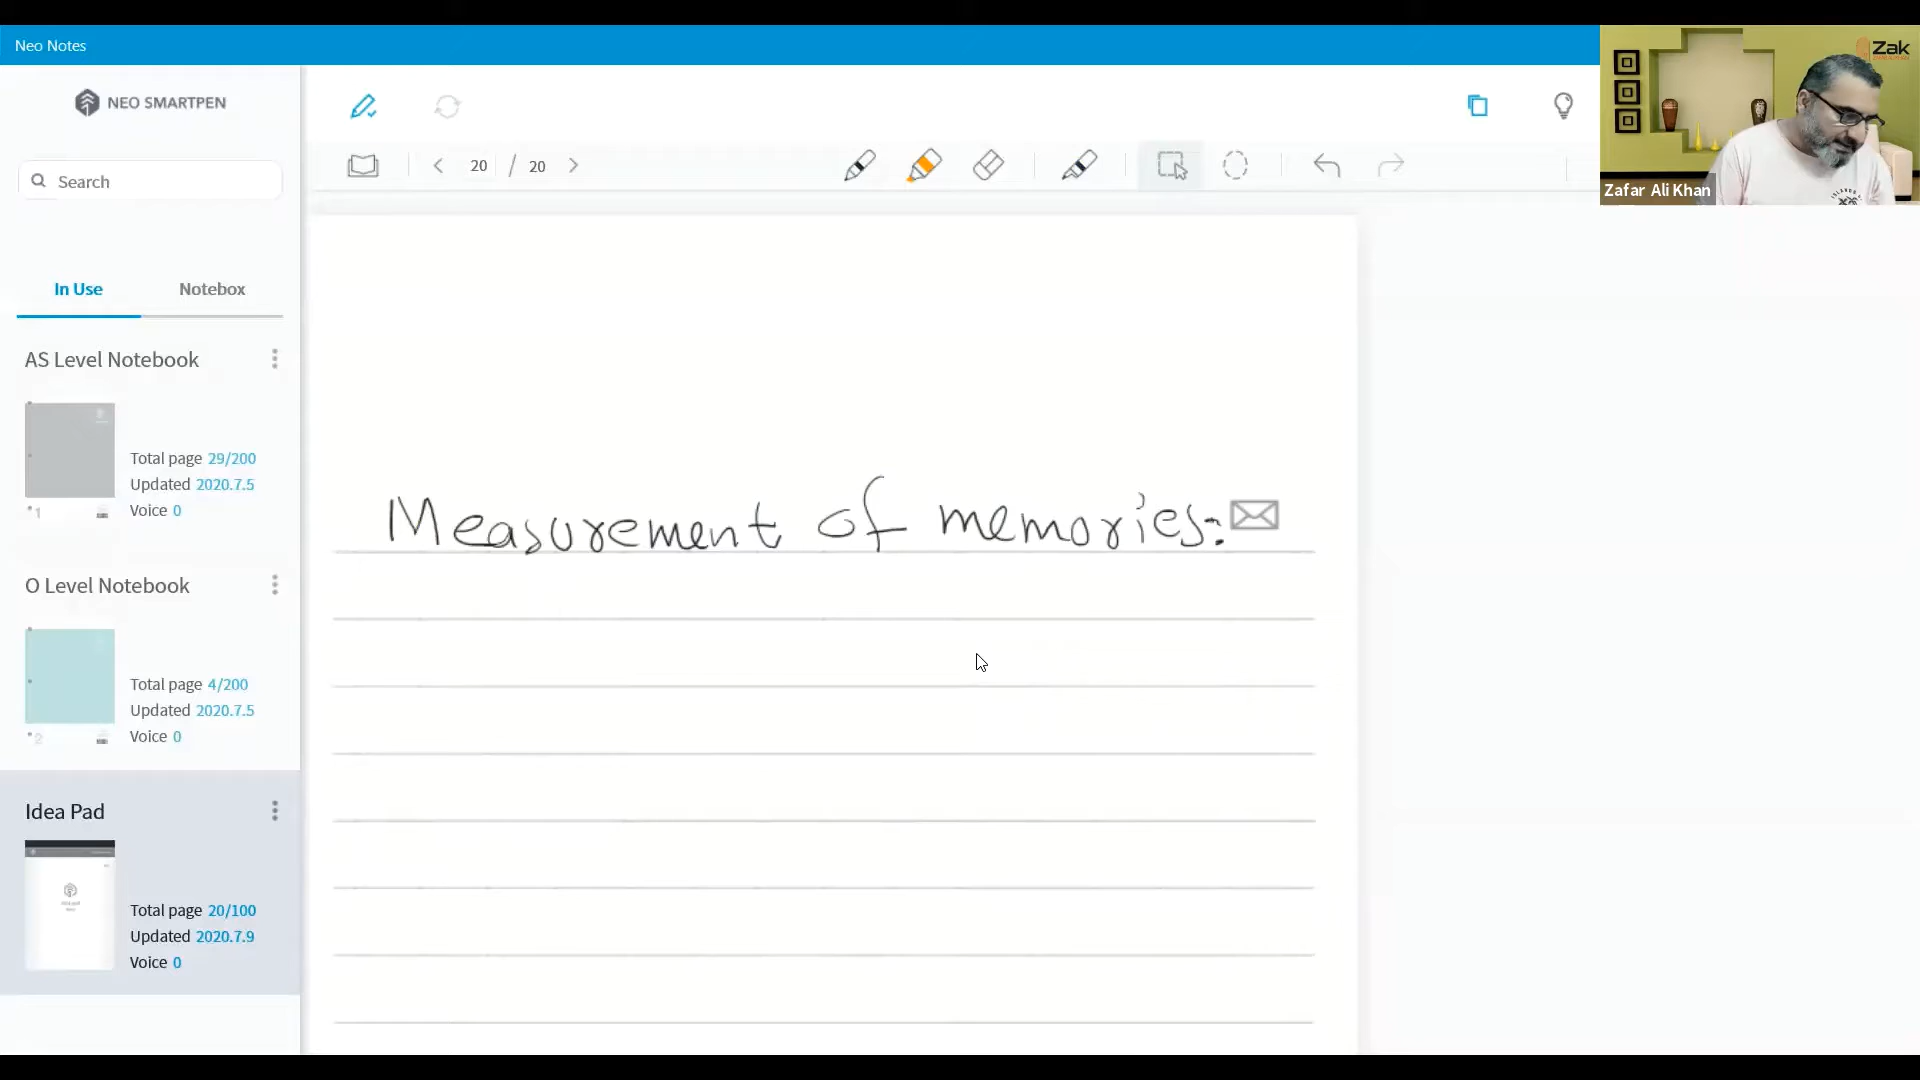 Neo Notes
Zak
NEO SMARTPEN
20 / 20
Search
Zafar Ali Khan
In Use
Notebox
AS Level Notebook
Total page 29/200
Updated 2020.7.5
Voice 0
1
Measurement of memories:
O Level Notebook
Total page 4/200
Updated 2020.7.5
Voice 0
2
Idea Pad
Total page 20/100
Updated 2020.7.9
Voice 0